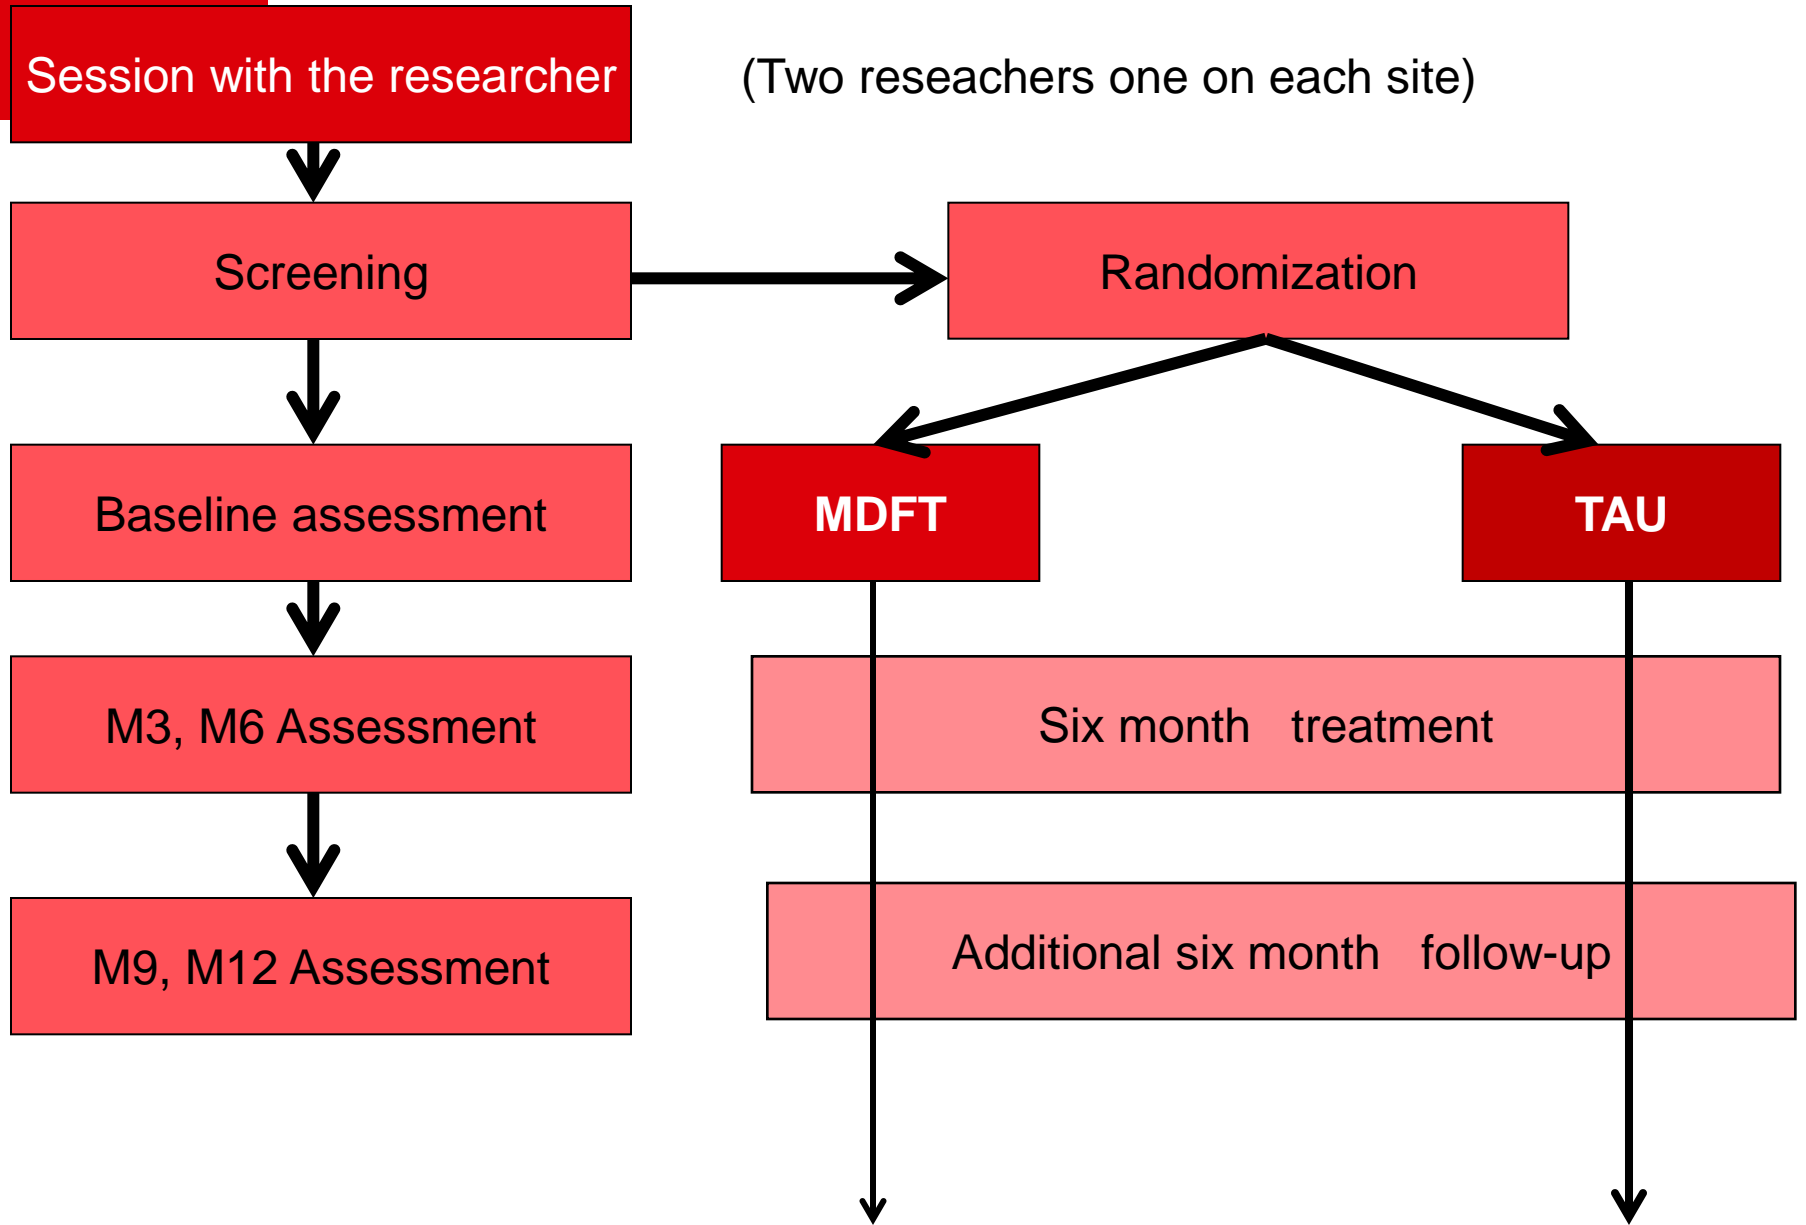 Session with the researcher
(Two reseachers one on each site)
Screening
Randomization
Baseline assessment
MDFT
TAU
M3, M6 Assessment
Six month treatment
M9, M12 Assessment
Additional six month follow-up